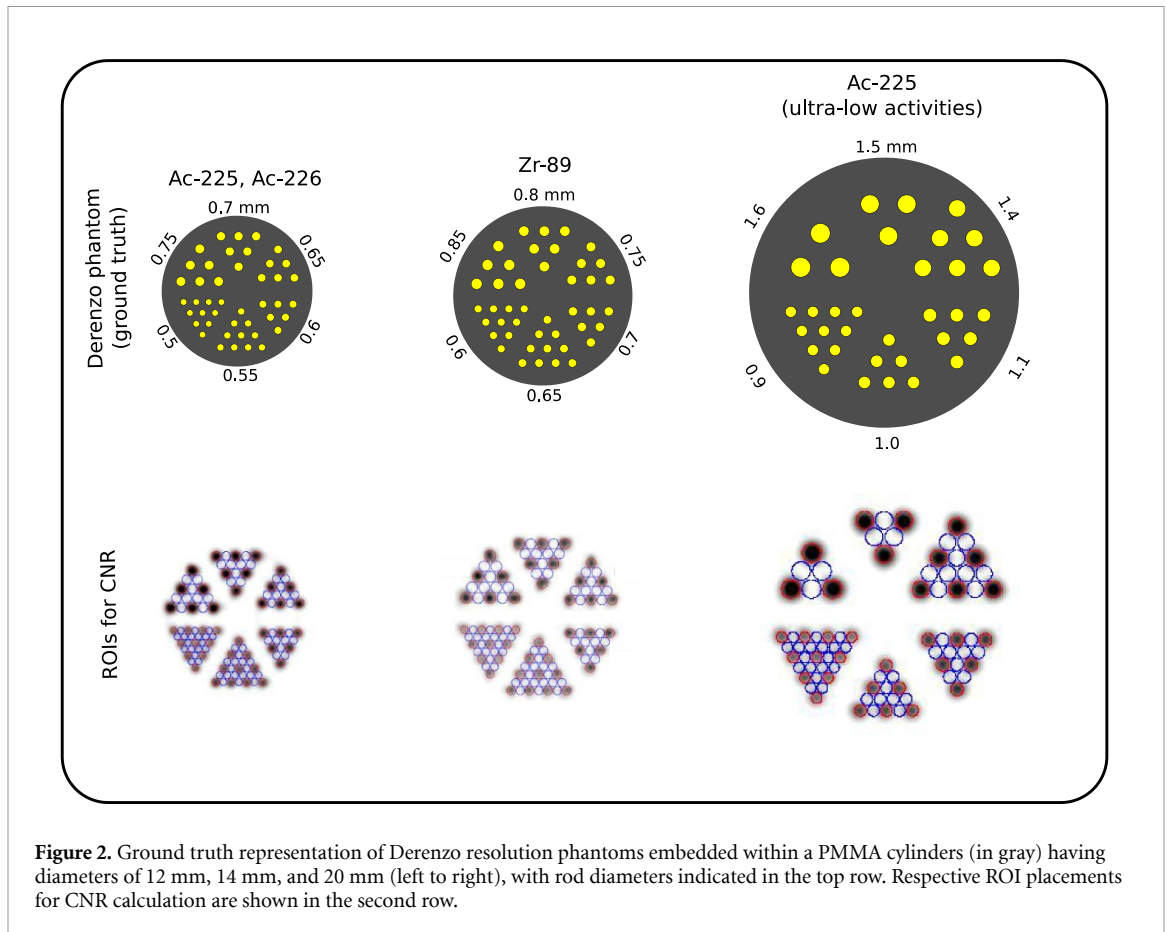 Ac-225
(ultra-low activities)
1.5 mm
1.6
1.4
0.9
1.1
1.0
Zr-89
0.8 mm
0.85
0.75
0.6
0.7
0.65
Ac-225, Ac-226
0.7 mm
0.75
0.65
0.5
0.6
0.55
Derenzo phantom
(ground truth)
ROIs for CNR
Figure 2. Ground truth representation of Derenzo resolution phantoms embedded within a PMMA cylinders (in gray) having
diameters of 12 mm, 14 mm, and 20 mm (left to right), with rod diameters indicated in the top row. Respective ROI placements
for CNR calculation are shown in the second row.